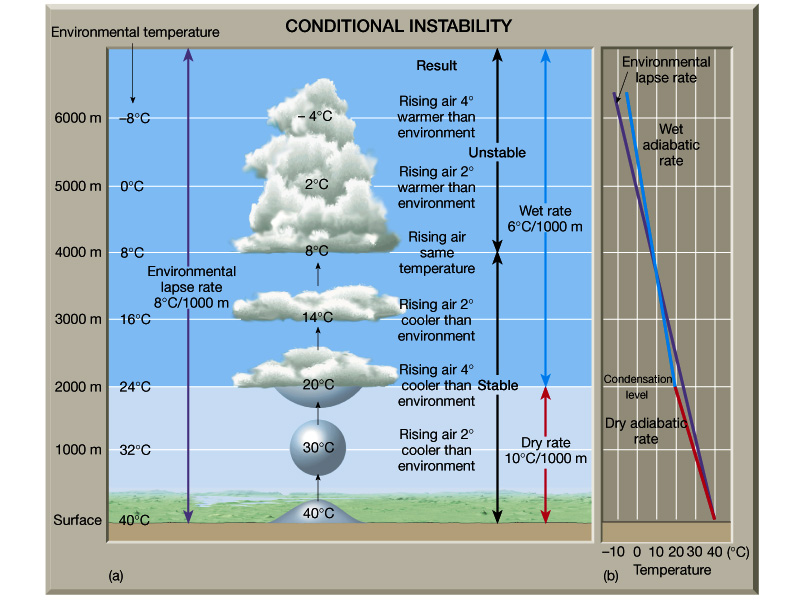 CONDITIONAL INSTABILITY
Environmental temperature
Result
6000 m
–8°C
– 4°C
Rising air 4°
warmer than
environment
Unstable
5000 m
0°C
2°C
Rising air 2°
warmer than
environment
Wet rate
6°C/1000 m
4000 m
8°C
8°C
Rising air
same
temperature
Environmental
lapse rate
8°C/1000 m
3000 m
16°C
14°C
Rising air 2°
cooler than
environment
2000 m
24°C
20°C
Rising air 4°
cooler than
environment
Stable
1000 m
32°C
30°C
Rising air 2°
cooler than
environment
Dry rate
10°C/1000 m
Surface
40°C
40°C
(a)
Environmental
lapse rate
Wet
adiabatic
rate
Condensation
level
Dry adiabatic
rate
–10 0 10 20 30 40 (°C)
(b)
Temperature